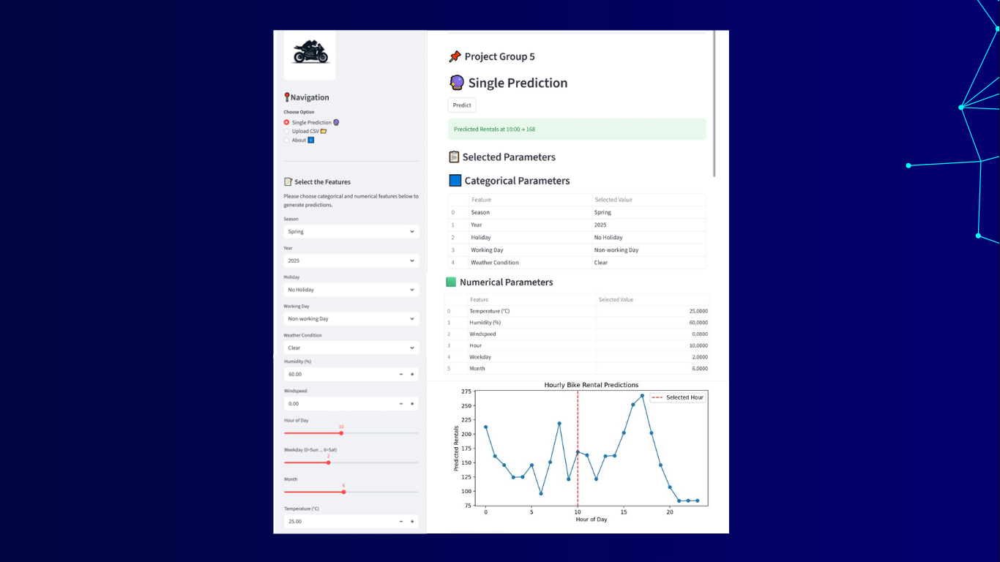 Navigation
Choose Option
Single Prediction
Upload CSV
About
Select the Features
Please choose categorical and numerical features below to
generate predictions.
Season
Spring
Year
2025
Holiday
No Holiday
Working Day
Non-working Day
Weather Condition
Clear
Humidity (%)
60.00
Windspeed
0.00
Hour of Day
10
Weekday (0=Sun ... 6=Sat)
2
Month
6
Temperature (°C)
25.00
Project Group 5
Single Prediction
Predict
Predicted Rentals at 10:00 → 168
Selected Parameters
Categorical Parameters
Feature Selected Value
0 Season Spring
1 Year 2025
2 Holiday No Holiday
3 Working Day Non-working Day
4 Weather Condition Clear
Numerical Parameters
Feature Selected Value
0 Temperature (°C) 25.0000
1 Humidity (%) 60.0000
2 Windspeed 0.0000
3 Hour 10.0000
4 Weekday 2.0000
5 Month 6.0000
Hourly Bike Rental Predictions
Selected Hour
Predicted Rentals
275
250
225
200
175
150
125
100
75
0 5 10 15 20
Hour of Day